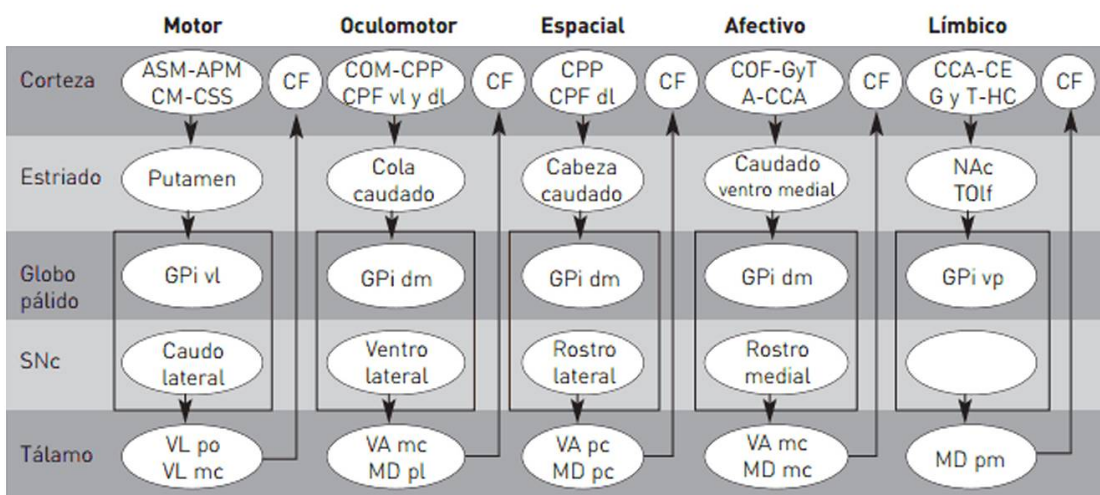 Motor Oculomotor Espacial Afectivo Límbico
Corteza
ASM-APM
CM-CSS
CF
COM-CPP
CPF vl y dl
CF
CPP
CPF dl
CF
COF-GyT
A-CCA
CF
CCA-CE
G y T-HC
CF
Estriado
Putamen
Cola
caudado
Cabeza
caudado
Caudado
ventro medial
NAc
TOlf
Globo
pálido
GPi vl
GPi dm
GPi dm
GPi dm
GPi vp
SNc
Caudo
lateral
Ventro
lateral
Rostro
lateral
Rostro
medial
Tálamo
VL po
VL mc
VA mc
MD pl
VA pc
MD pc
VA mc
MD mc
MD pm